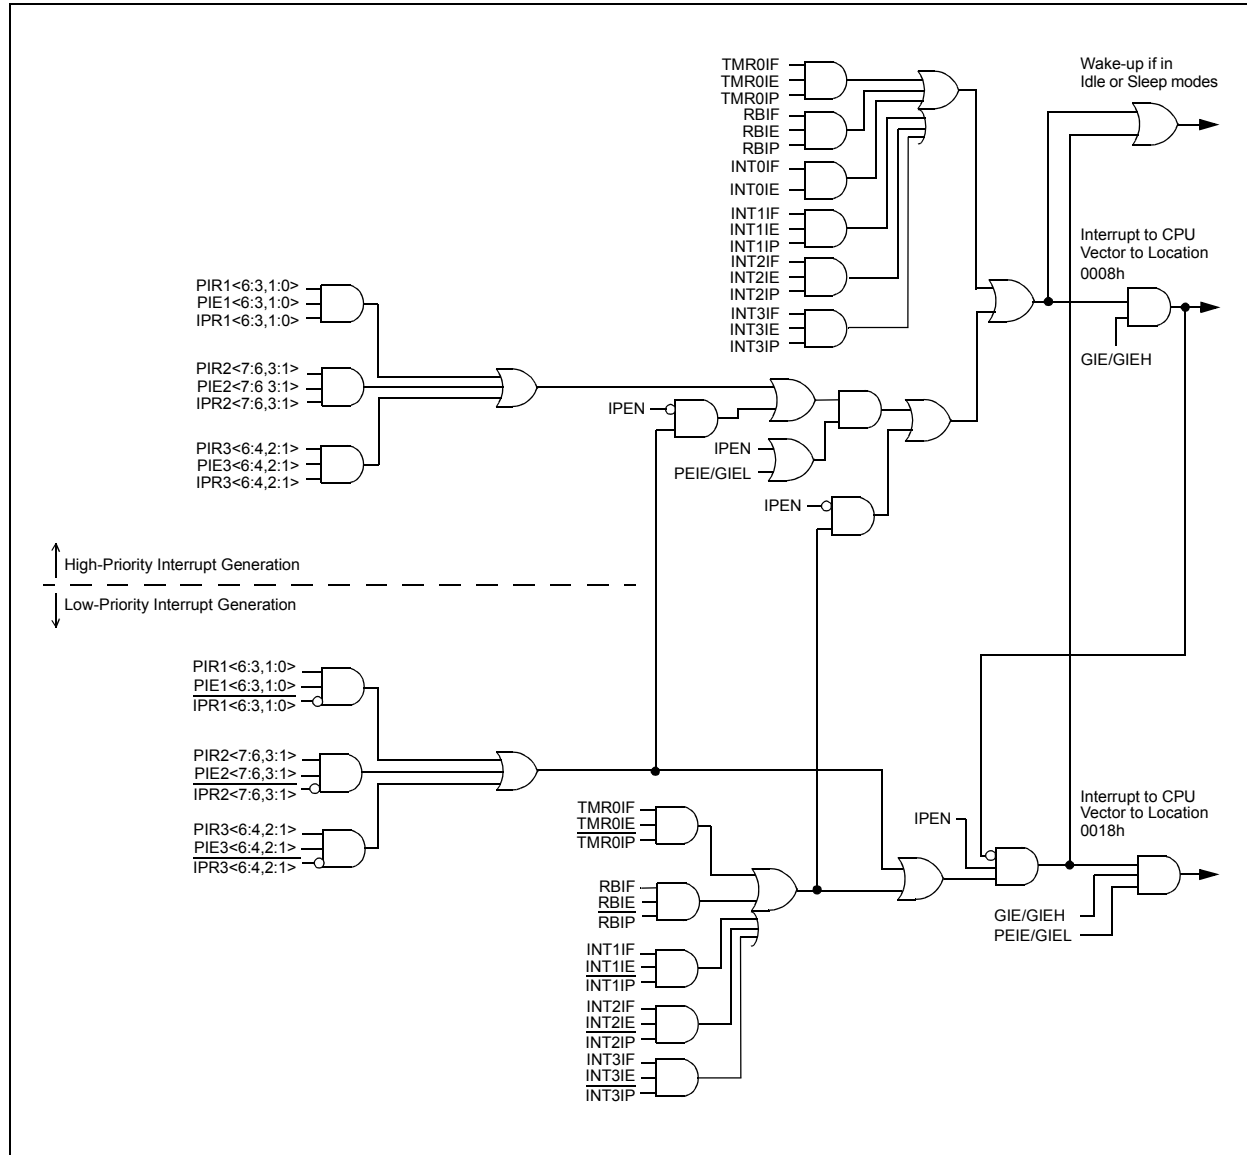 TMR0IF
TMR0IE
TMR0IP
RBIF
RBIE
RBIP
INT0IF
INT0IE
INT1IF
INT1IE
INT1IP
INT2IF
INT2IE
INT2IP
INT3IF
INT3IE
INT3IP
Wake-up if in
Idle or Sleep modes
Interrupt to CPU
Vector to Location
0008h
GIE/GIEH
PIR1<6:3,1:0>
PIE1<6:3,1:0>
IPR1<6:3,1:0>
PIR2<7:6,3:1>
PIE2<7:6 3:1>
IPR2<7:6,3:1>
PIR3<6:4,2:1>
PIE3<6:4,2:1>
IPR3<6:4,2:1>
IPEN
IPEN
PEIE/GIEL
IPEN
High-Priority Interrupt Generation
Low-Priority Interrupt Generation
PIR1<6:3,1:0>
PIE1<6:3,1:0>
IPR1<6:3,1:0>
PIR2<7:6,3:1>
PIE2<7:6,3:1>
IPR2<7:6,3:1>
PIR3<6:4,2:1>
PIE3<6:4,2:1>
IPR3<6:4,2:1>
TMR0IF
TMR0IE
TMR0IP
RBIF
RBIE
RBIP
INT1IF
INT1IE
INT1IP
INT2IF
INT2IE
INT2IP
INT3IF
INT3IE
INT3IP
IPEN
Interrupt to CPU
Vector to Location
0018h
GIE/GIEH
PEIE/GIEL